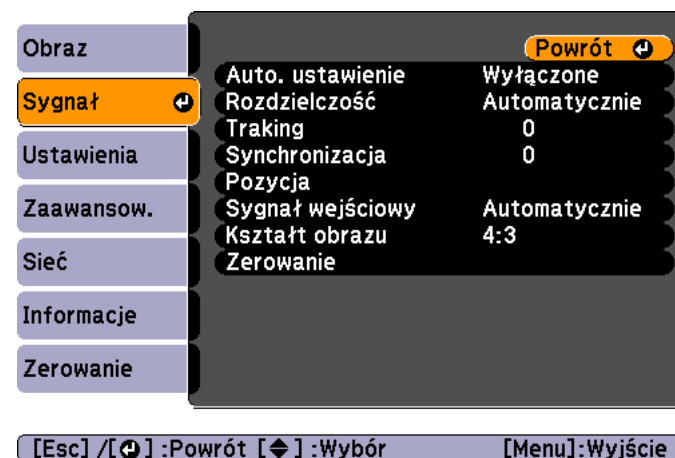 Obraz
Sygnał
Ustawienia
Zaawansow.
Sieć
Informacje
Zerowanie
Powrót
Auto. ustawienie Wyłączone
Rozdzielczość Automatycznie
Traking 0
Synchronizacja 0
Pozycja
Sygnał wejściowy Automatycznie
Kształt obrazu 4:3
Zerowanie
[Esc] /[⏎] :Powrót [◆] :Wybór [Menu]:Wyjście